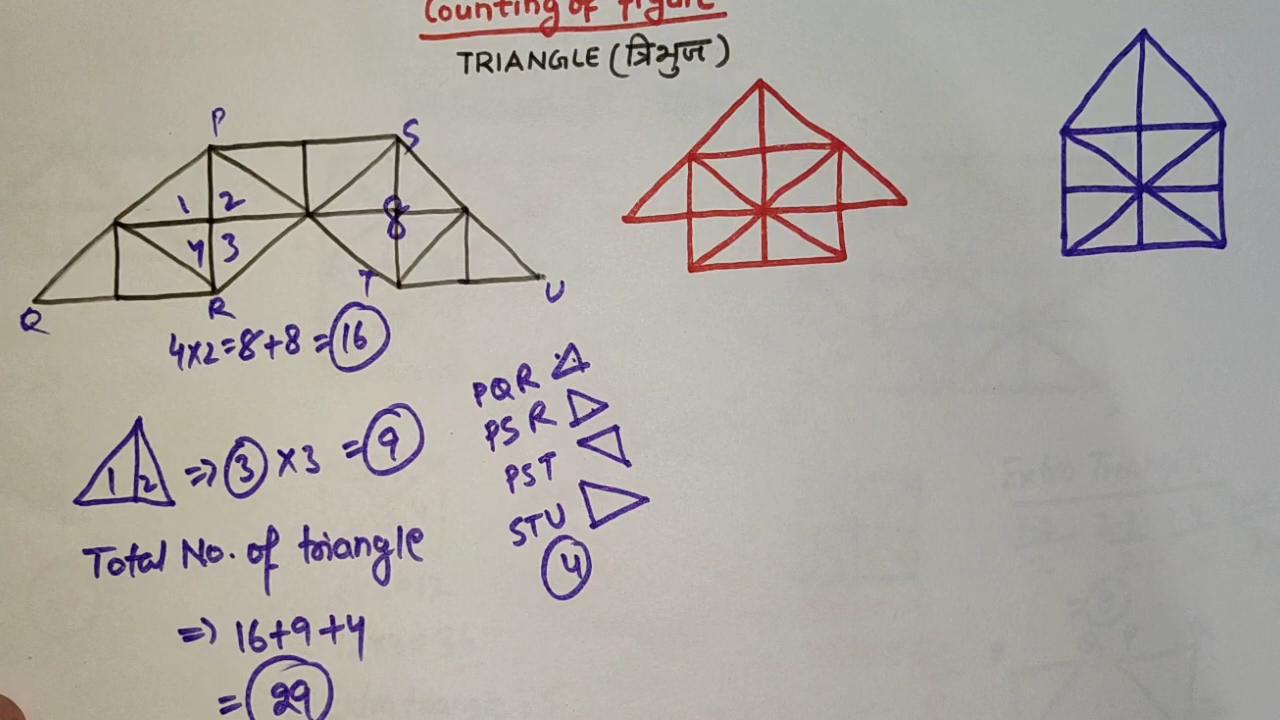 Counting of figure
TRIANGLE (त्रिभुज)
P
S
1 2
8
4 3
Q
R
T
U
4×2=8+8=16
PQR
PSR
PST
STU
4
1 2 ⇒ 3 ×3 = 9
Total No. of triangle
⇒ 16+9+4
= 29